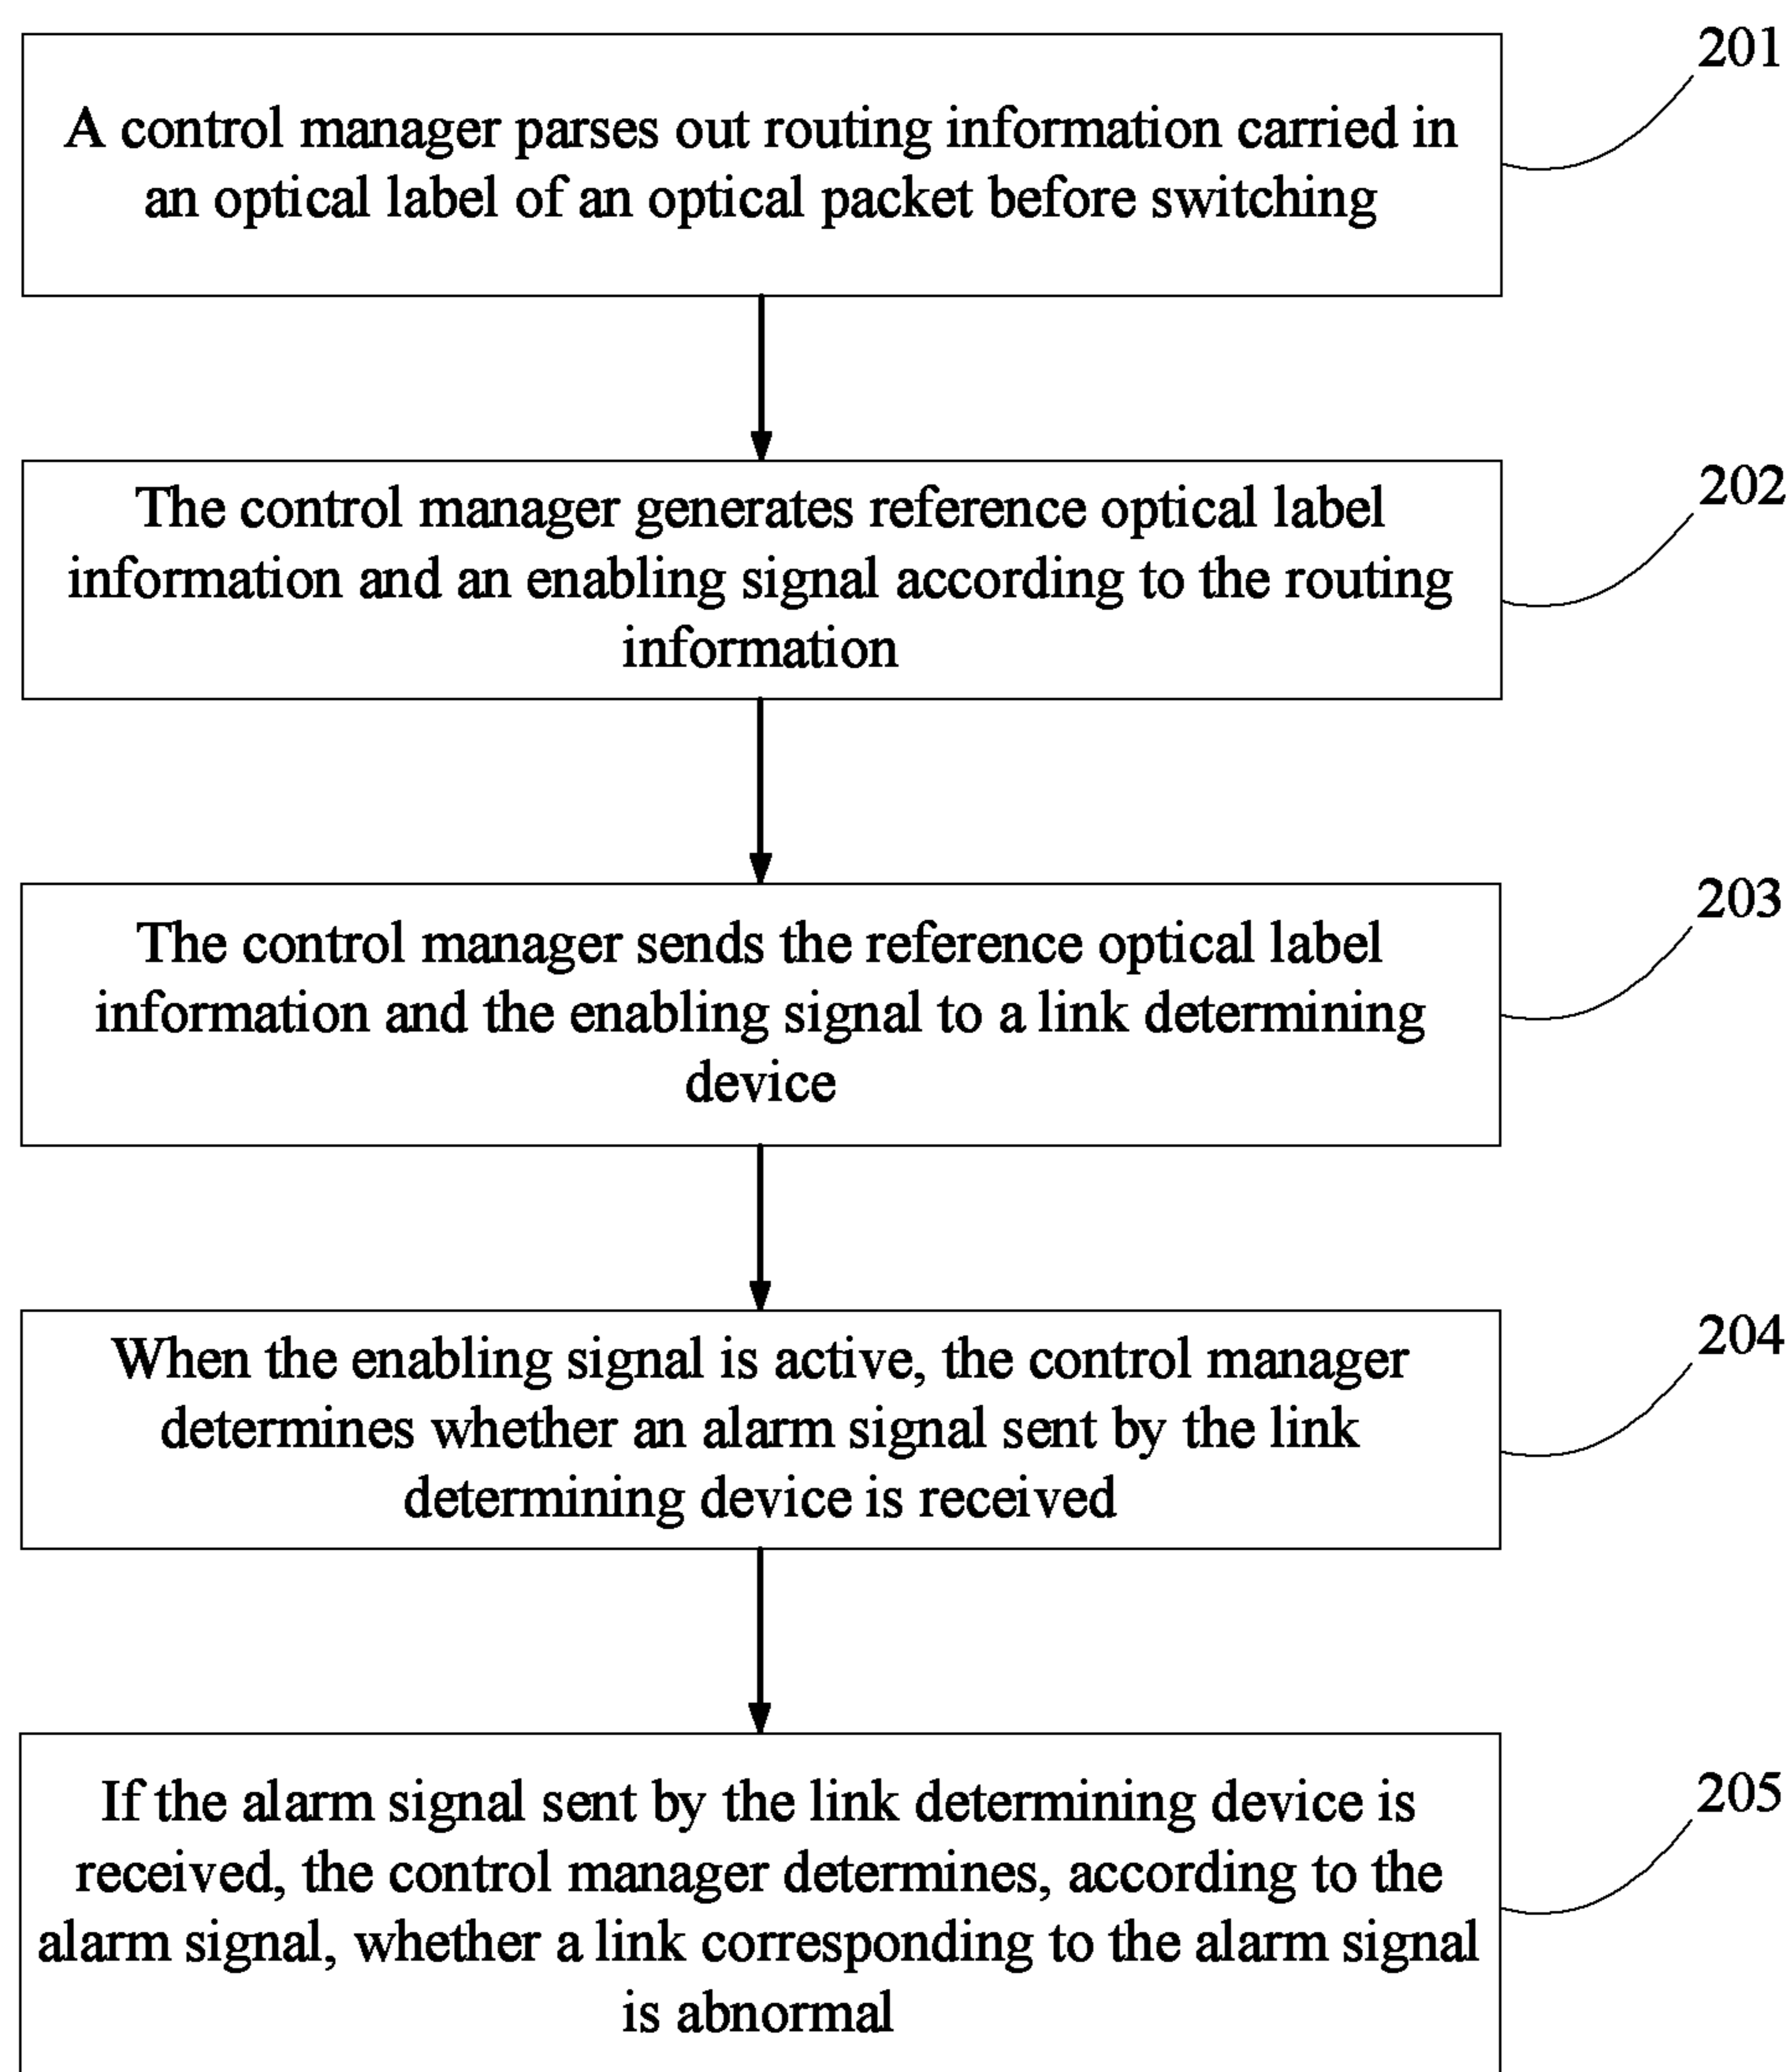 201
A control manager parses out routing information carried in
an optical label of an optical packet before switching
202
The control manager generates reference optical label
information and an enabling signal according to the routing
information
203
The control manager sends the reference optical label
information and the enabling signal to a link determining
device
204
When the enabling signal is active, the control manager
determines whether an alarm signal sent by the link
determining device is received
205
If the alarm signal sent by the link determining device is
received, the control manager determines, according to the
alarm signal, whether a link corresponding to the alarm signal
is abnormal